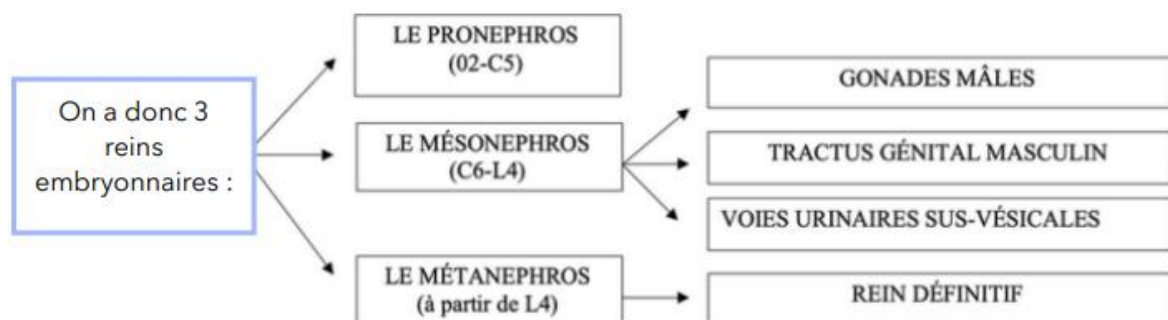 On a donc 3
reins
embryonnaires :
LE PRONEPHROS
(02-C5)
LE MÉSONEPHROS
(C6-L4)
LE MÉTANEPHROS
(à partir de L4)
GONADES MÂLES
TRACTUS GÉNITAL MASCULIN
VOIES URINAIRES SUS-VÉSICALES
REIN DÉFINITIF